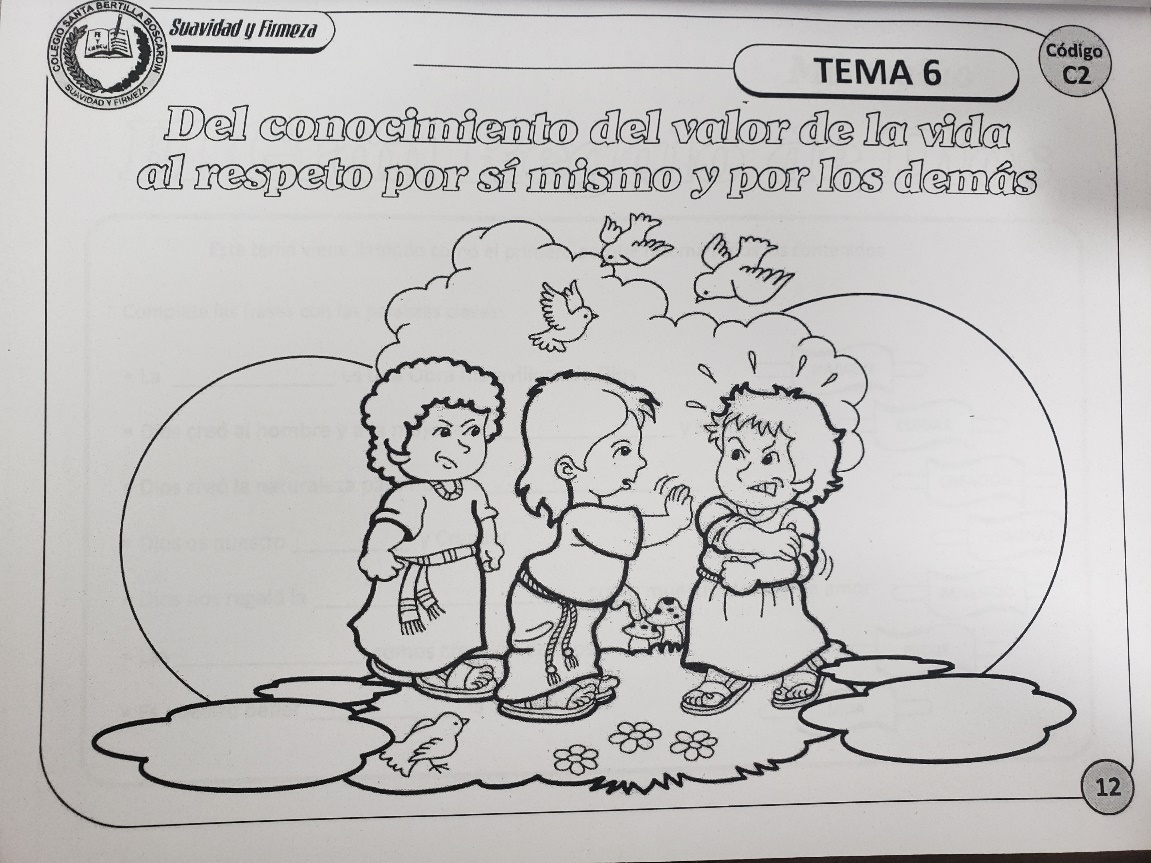 COLEGIO SANTA BERTILLA BOSCARDIN
SUAVIDAD Y FIRMEZA
Suavidad y Firmeza
Código
C2
TEMA 6
Del conocimiento del valor de la vida
al respeto por sí mismo y por los demás
12